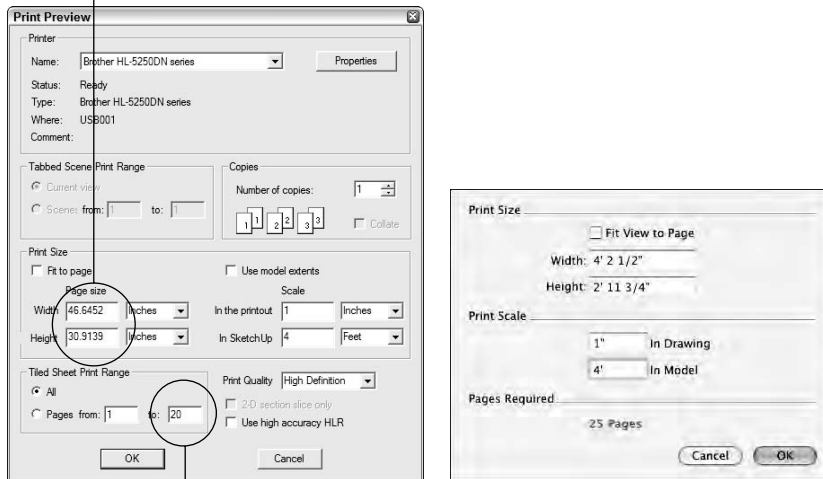 Print Preview
Printer
Name: Brother HL-5250DN series Properties
Status: Ready
Type: Brother HL-5250DN series
Where: USB001
Comment:
Tabbed Scene Print Range
Current view
Scenes from: 1 to: 1
Copies
Number of copies: 1
1 1 2 2 3 3 Collate
Print Size
Fit to page Use model extents
Page size Scale
Width 46.6452 Inches In the printout 1 Inches
Height 30.9139 Inches In SketchUp 4 Feet
Tiled Sheet Print Range
All
Pages from: 1 to: 20
Print Quality High Definition
2-D section slice only
Use high accuracy HLR
OK Cancel
Print Size
Fit View to Page
Width: 4' 2 1/2"
Height: 2' 11 3/4"
Print Scale
1" In Drawing
4' In Model
Pages Required
25 Pages
Cancel OK